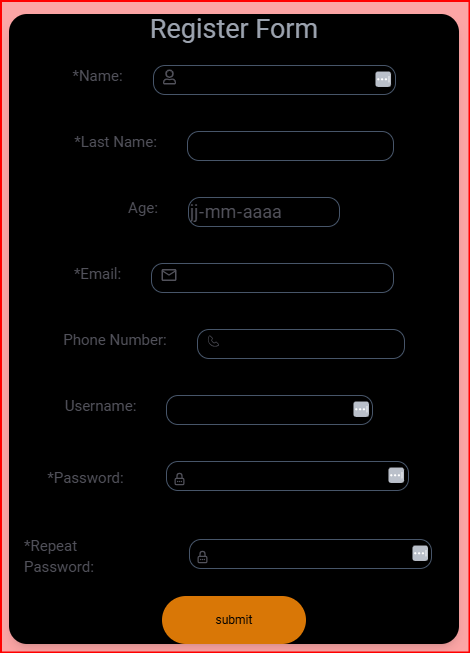 Register Form
*Name:
*Last Name:
Age: jj-mm-aaaa
*Email:
Phone Number:
Username:
*Password:
*Repeat
Password:
submit